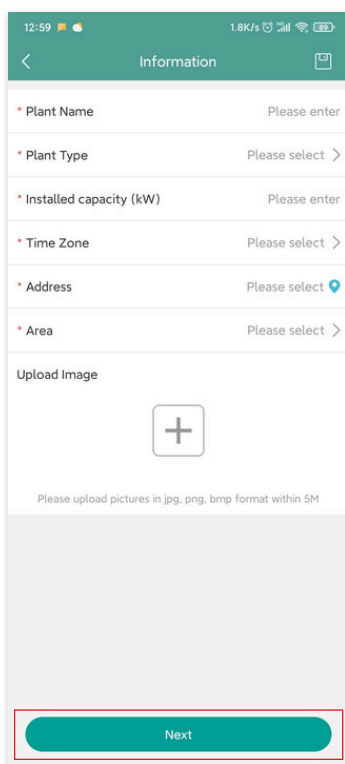 12:59 1.8K/s 89
Information
* Plant Name Please enter
* Plant Type Please select
* Installed capacity (kW) Please enter
* Time Zone Please select
* Address Please select
* Area Please select
Upload Image
Please upload pictures in jpg, png, bmp format within 5M
Next